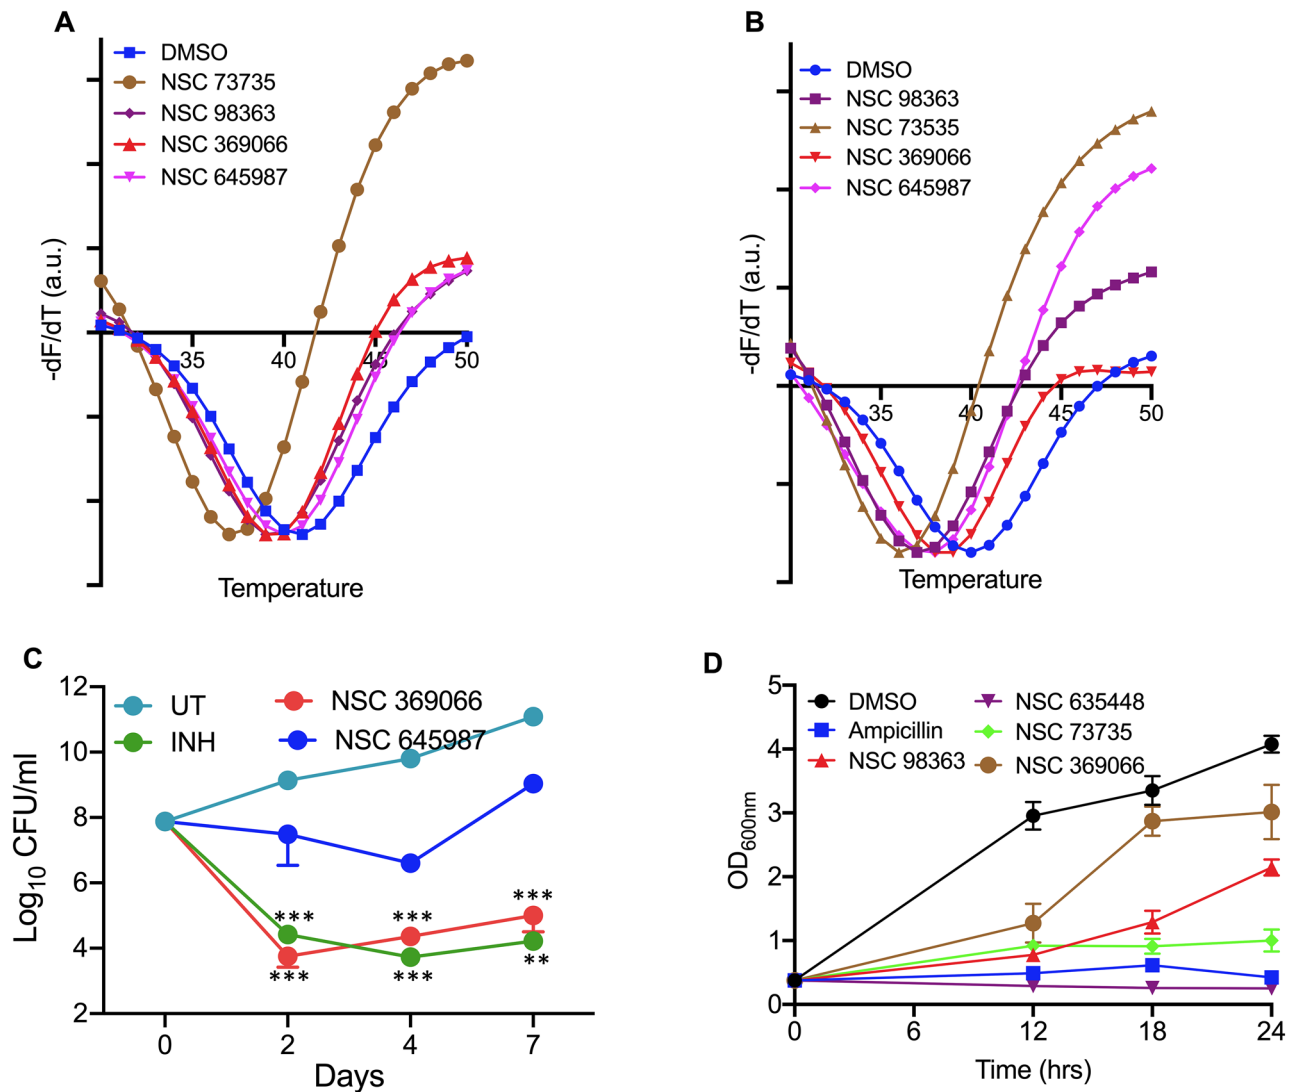 A
DMSO
NSC 73735
NSC 98363
NSC 369066
NSC 645987
-dF/dT (a.u.)
35
40
45
50
Temperature
B
DMSO
NSC 98363
NSC 73535
NSC 369066
NSC 645987
-dF/dT (a.u.)
35
40
45
50
Temperature
C
UT
INH
NSC 369066
NSC 645987
Log10 CFU/ml
12
10
8
6
4
2
***
***
***
***
***
**
0
2
4
7
Days
D
DMSO
Ampicillin
NSC 98363
NSC 635448
NSC 73735
NSC 369066
OD600nm
5
4
3
2
1
0
0
6
12
18
24
Time (hrs)